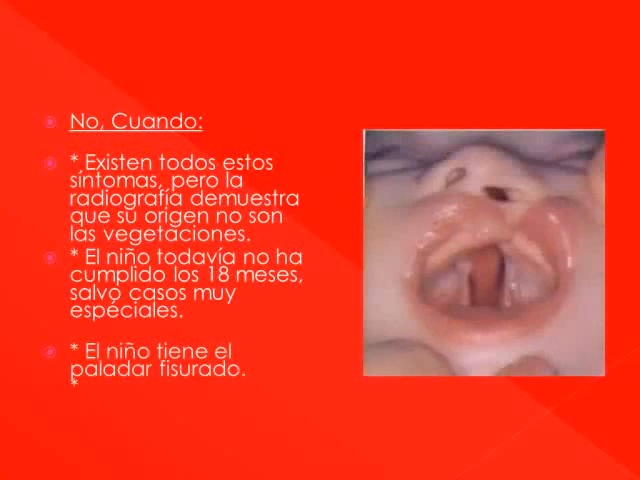 No, Cuando:
* Existen todos estos
síntomas, pero la
radiografía demuestra
que su origen no son
las vegetaciones.
* El niño todavía no ha
cumplido los 18 meses,
salvo casos muy
especiales.
* El niño tiene el
paladar fisurado.
*